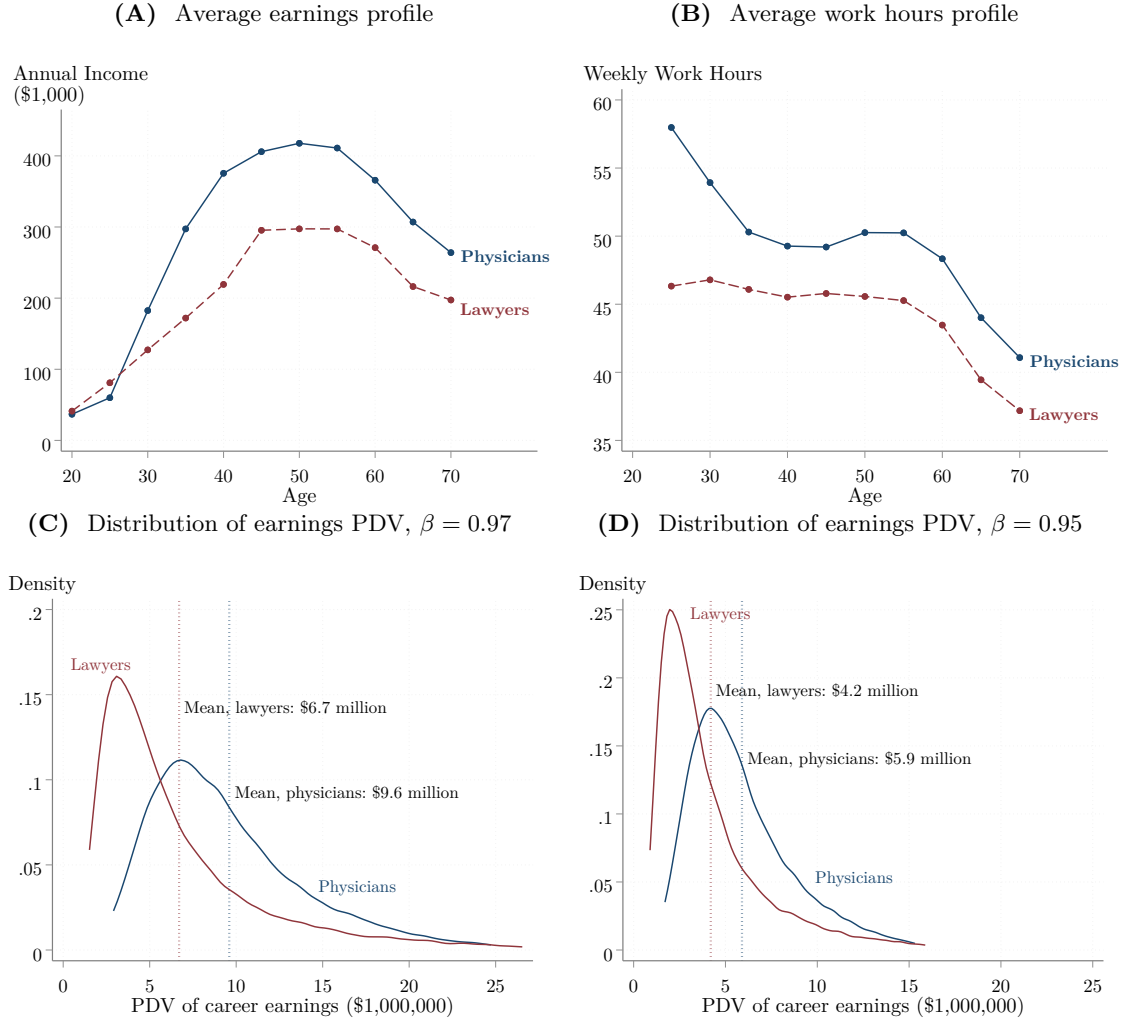 (A) Average earnings profile
Annual Income
($1,000)
400
300
200
100
0
Physicians
Lawyers
20 30 40 50 60 70
Age
(B) Average work hours profile
Weekly Work Hours
60
55
50
45
40
35
Physicians
Lawyers
20 30 40 50 60 70
Age
(C) Distribution of earnings PDV, β = 0.97
Density
.2
.15
.1
.05
0
Lawyers
Mean, lawyers: $6.7 million
Mean, physicians: $9.6 million
Physicians
0 5 10 15 20 25
PDV of career earnings ($1,000,000)
(D) Distribution of earnings PDV, β = 0.95
Density
.25
.2
.15
.1
.05
0
Lawyers
Mean, lawyers: $4.2 million
Mean, physicians: $5.9 million
Physicians
0 5 10 15 20 25
PDV of career earnings ($1,000,000)